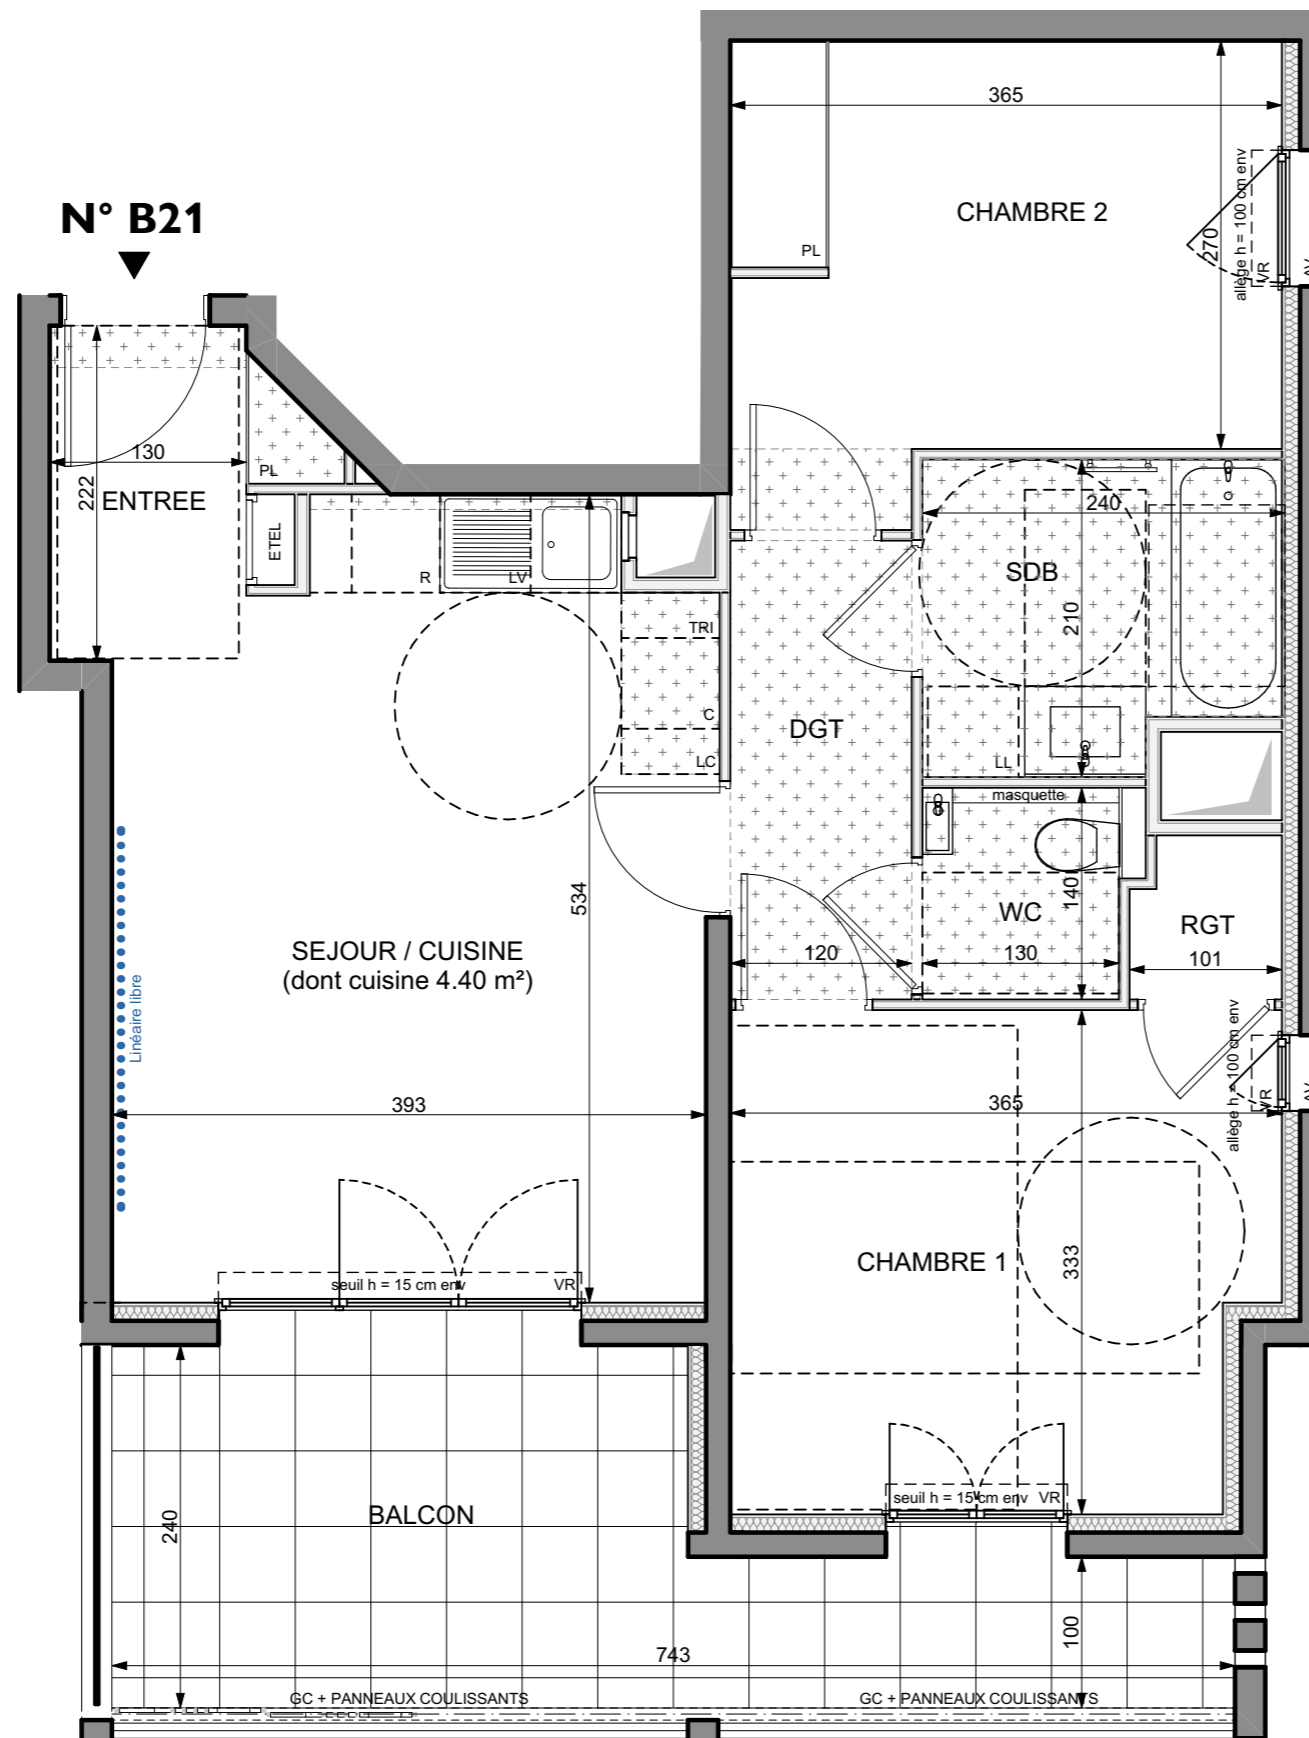 N° B21
365
CHAMBRE 2
270
allège h = 100 cm env
VR
AV
PL
130
222
ENTREE
PL
ETEL
R
LV
TRI
C
LC
240
SDB
210
LL
DGT
masquette
140
WC
130
120
RGT
101
534
SEJOUR / CUISINE
(dont cuisine 4.40 m²)
Linéaire libre
393
allège h = 100 cm env
VR
AV
365
CHAMBRE 1
333
seuil h = 15 cm env
VR
seuil h = 15 cm env
VR
BALCON
240
100
743
GC + PANNEAUX COULISSANTS
GC + PANNEAUX COULISSANTS